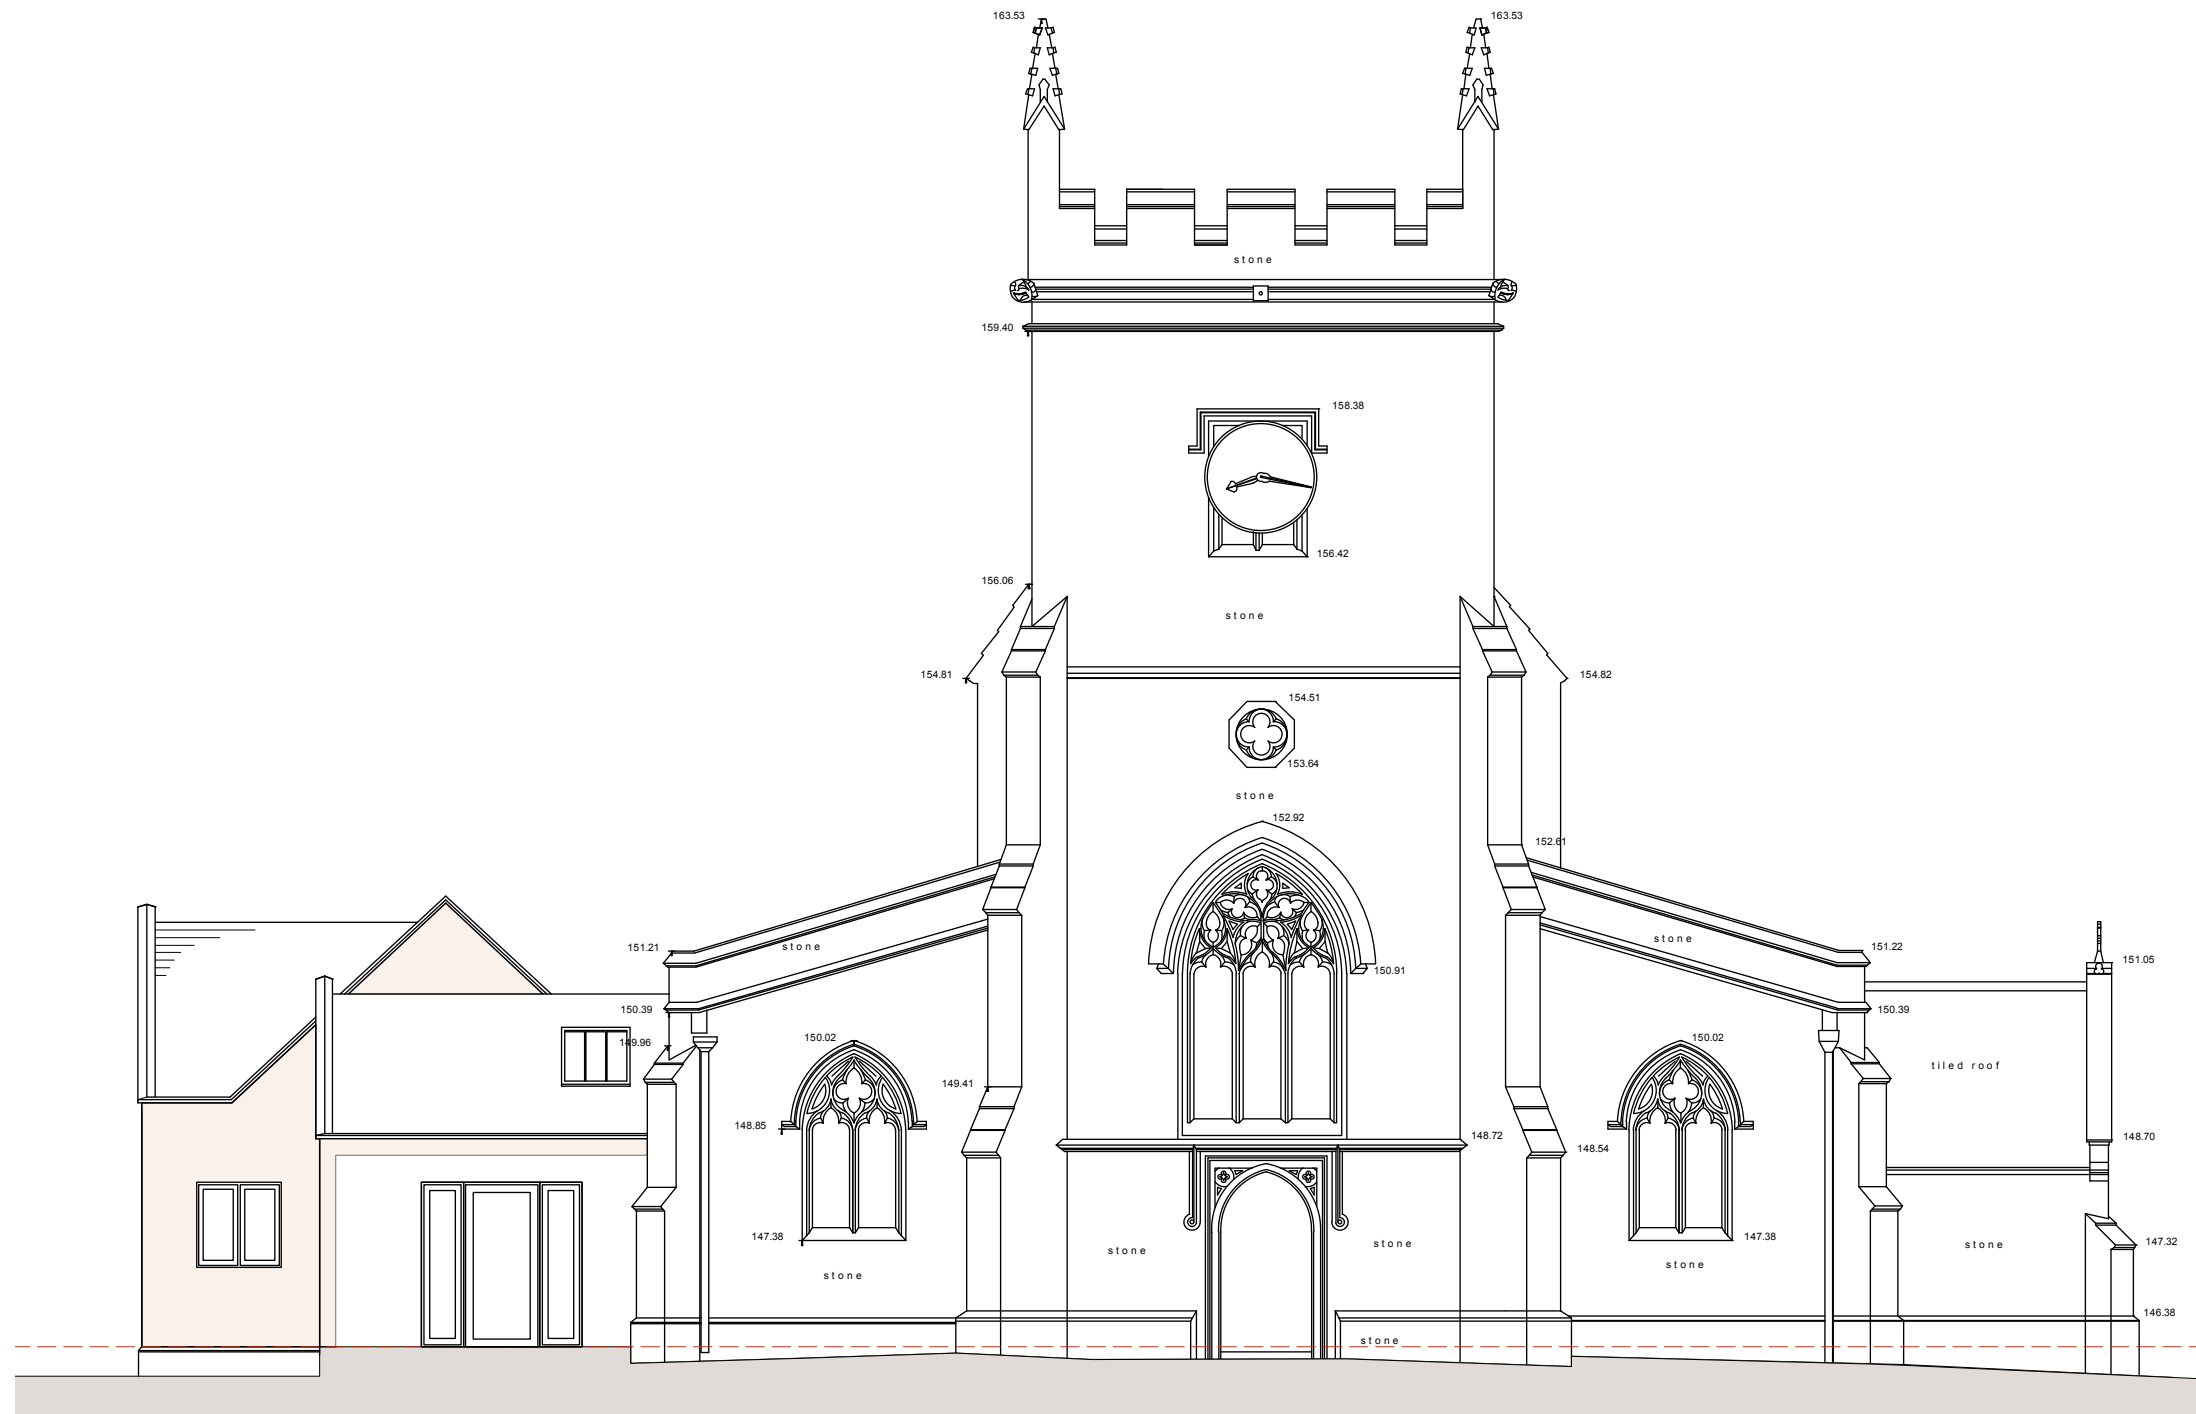 163.53 163.53
stone
159.40
158.38
156.42
156.06
stone
154.81 154.82
154.51
153.64
stone
152.92
152.61
151.21 stone stone 151.22
150.91 151.05
150.39 150.39
149.96 150.02 150.02
tiled roof
149.41
148.85 148.72 148.70
148.54
147.38 147.38
stone stone stone 147.32
stone stone
146.38
stone